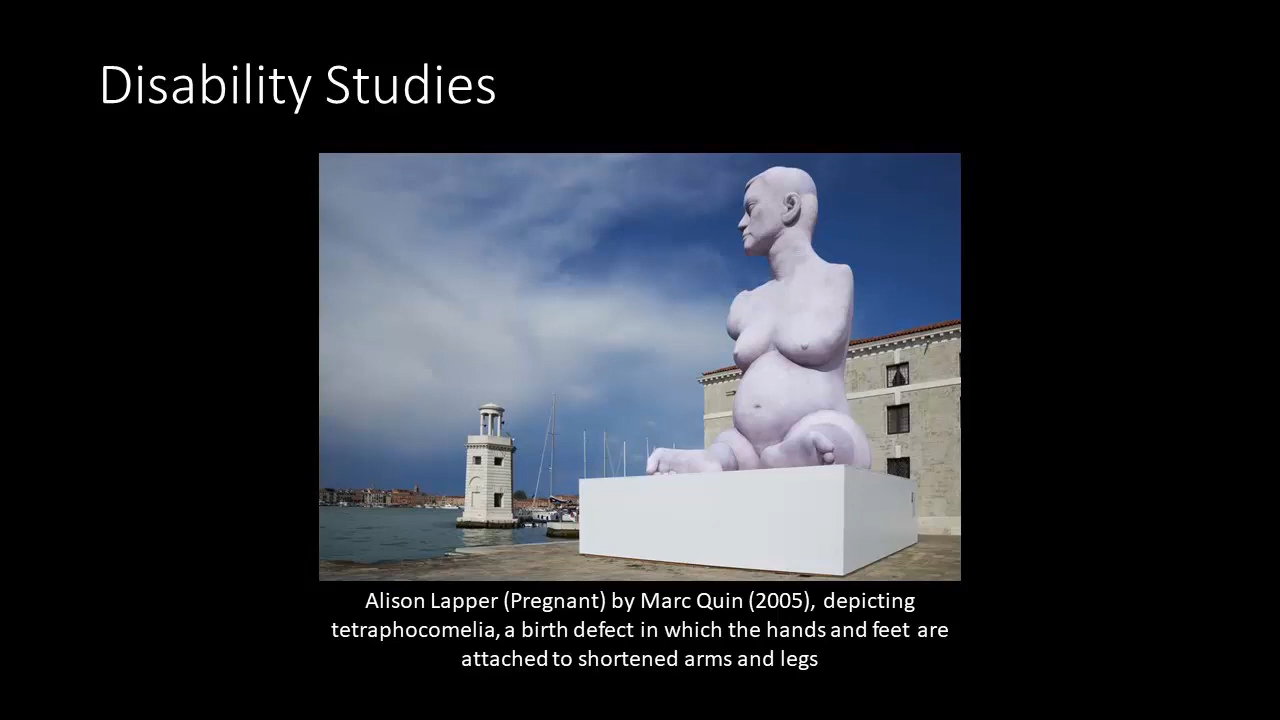 Disability Studies
Alison Lapper (Pregnant) by Marc Quin (2005), depicting
tetraphocomelia, a birth defect in which the hands and feet are
attached to shortened arms and legs